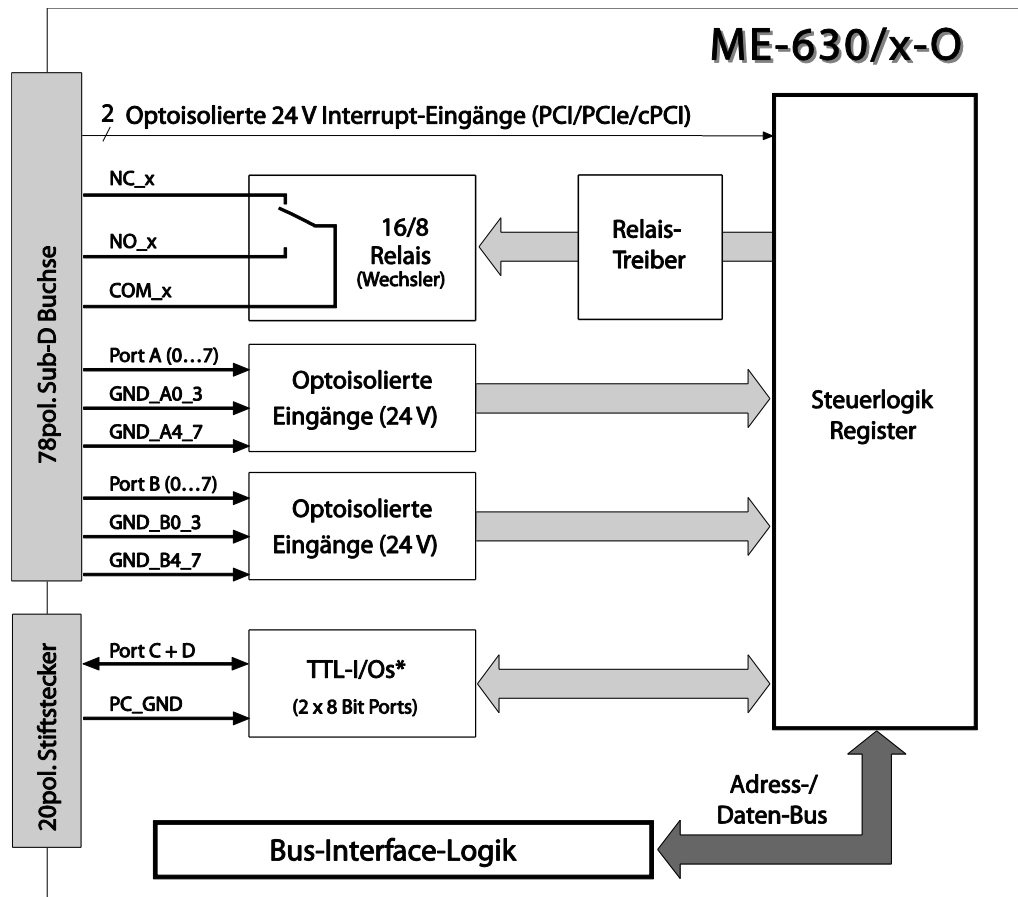 ME-630/x-O
78pol. Sub-D Buchse
2 Optoisolierte 24 V Interrupt-Eingänge (PCI/PCIe/cPCI)
NC_x
NO_x
COM_x
16/8
Relais
(Wechsler)
Relais-
Treiber
Steuerlogik
Register
Port A (0…7)
GND_A0_3
GND_A4_7
Optoisolierte
Eingänge (24 V)
Port B (0…7)
GND_B0_3
GND_B4_7
Optoisolierte
Eingänge (24 V)
20pol. Stiftstecker
Port C + D
PC_GND
TTL-I/Os*
(2 x 8 Bit Ports)
Adress-/
Daten-Bus
Bus-Interface-Logik